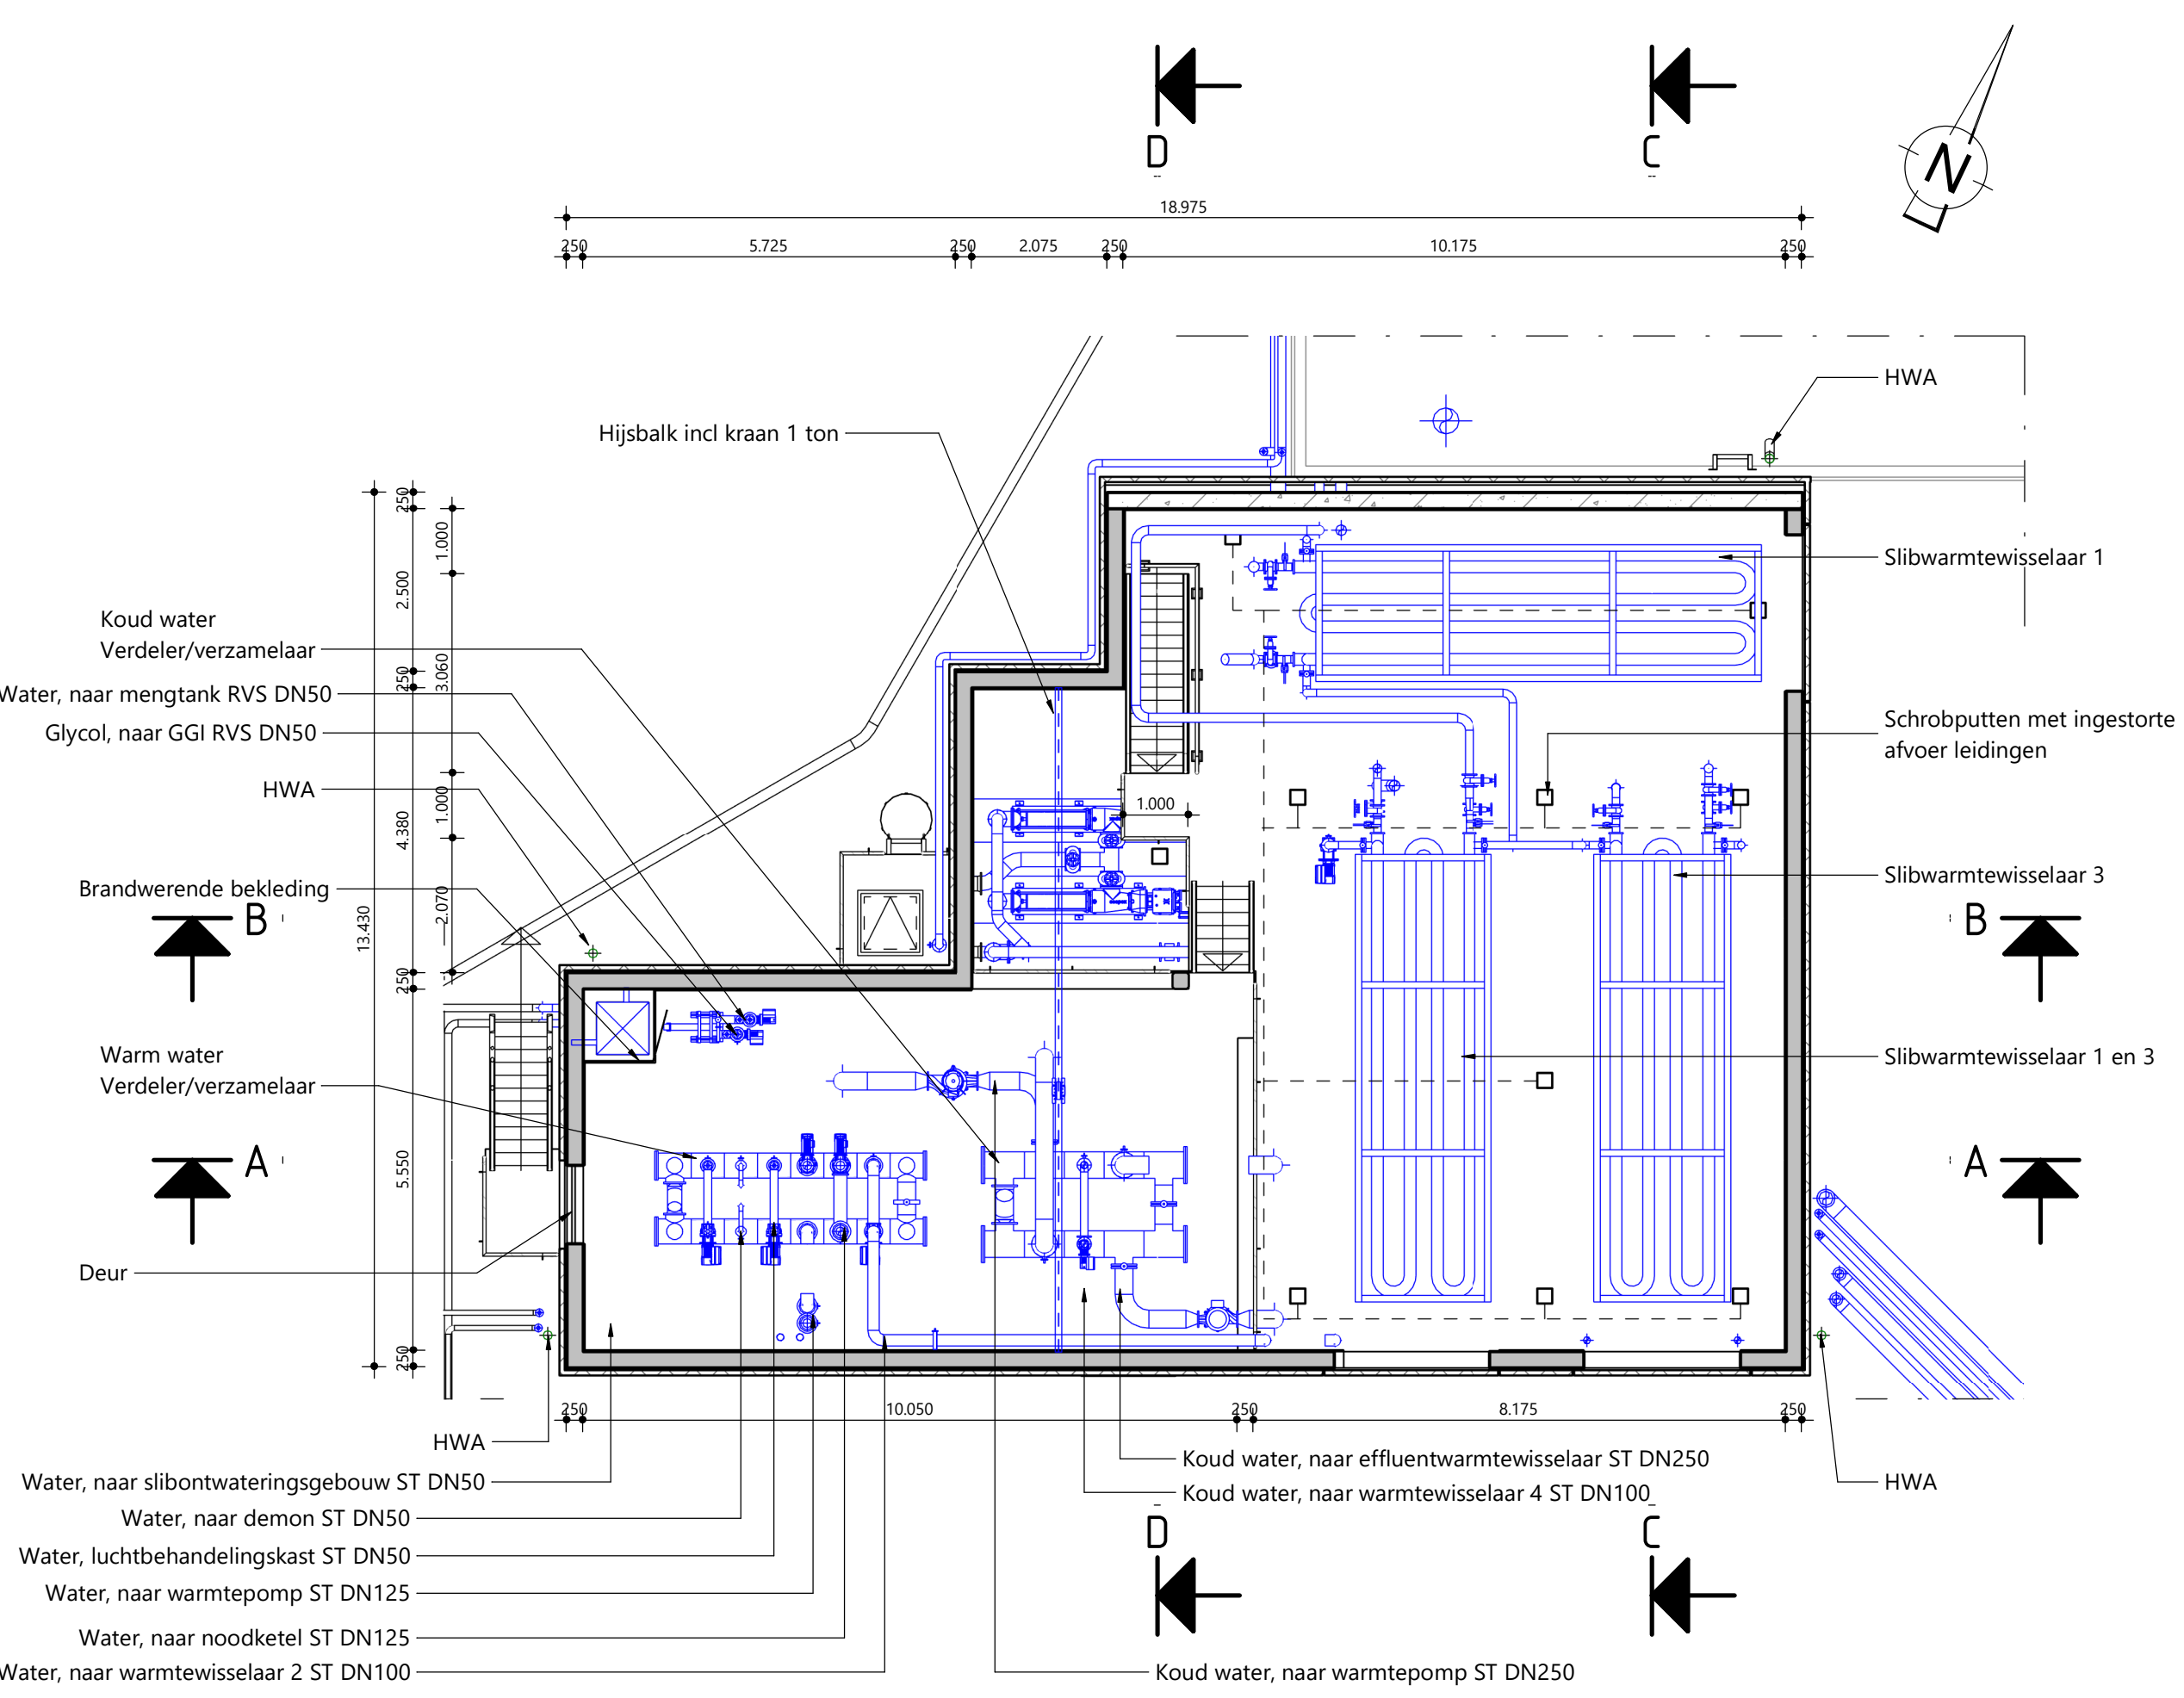 D
C
N
18.975
250
5.725
250
2.075
250
10.175
250
HWA
Hijsbalk incl kraan 1 ton
250
1.000
2.500
Slibwarmtewisselaar 1
Koud water
Verdeler/verzamelaar
250
3.060
Water, naar mengtank RVS DN50
Glycol, naar GGI RVS DN50
Schrobputten met ingestorte
afvoer leidingen
HWA
1.000
1.000
4.380
Brandwerende bekleding
Slibwarmtewisselaar 3
2.070
13.430
B
B
250
Warm water
Verdeler/verzamelaar
Slibwarmtewisselaar 1 en 3
A
A
5.550
Deur
250
250
10.050
250
8.175
250
HWA
Koud water, naar effluentwarmtewisselaar ST DN250
Water, naar slibontwateringsgebouw ST DN50
Koud water, naar warmtewisselaar 4 ST DN100
HWA
Water, naar demon ST DN50
D
C
Water, luchtbehandelingskast ST DN50
Water, naar warmtepomp ST DN125
Water, naar noodketel ST DN125
Water, naar warmtewisselaar 2 ST DN100
Koud water, naar warmtepomp ST DN250